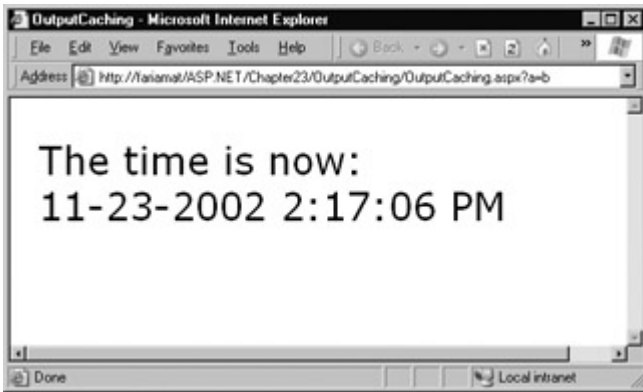 OutputCaching - Microsoft Internet Explorer
File Edit View Favorites Tools Help Back »
Address http://fariamat/ASP.NET/Chapter23/OutputCaching/OutputCaching.aspx?a=b
The time is now:
11-23-2002 2:17:06 PM
Done Local intranet